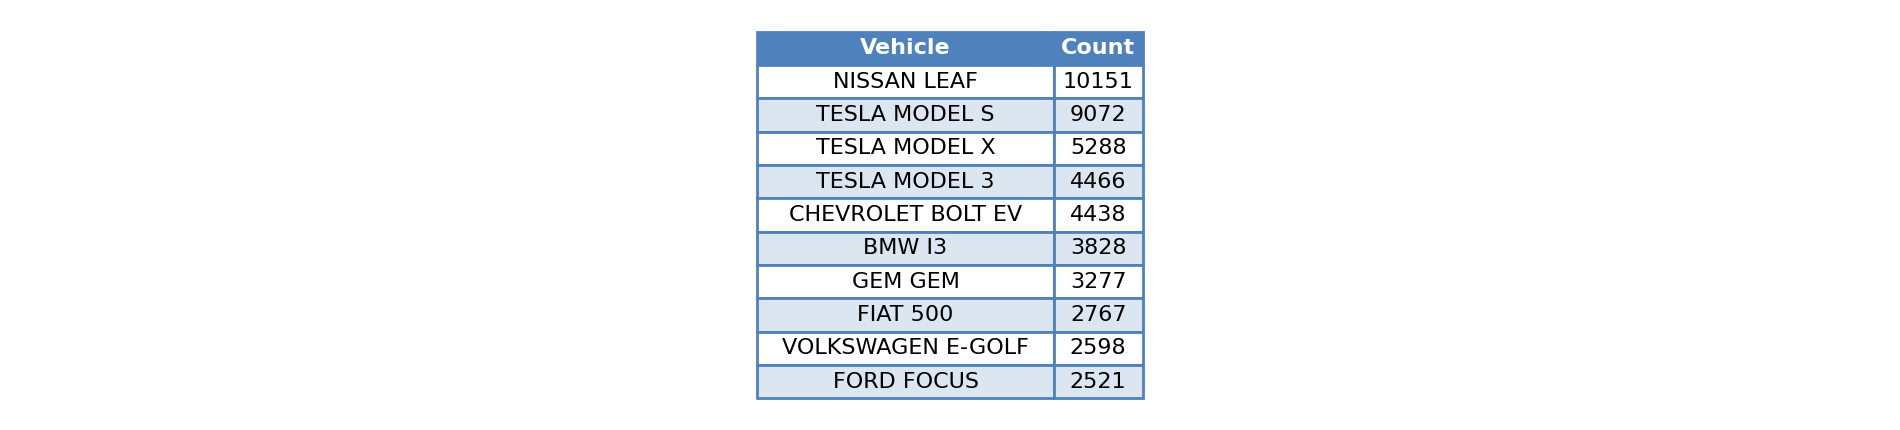 Vehicle Count
NISSAN LEAF 10151
TESLA MODEL S 9072
TESLA MODEL X 5288
TESLA MODEL 3 4466
CHEVROLET BOLT EV 4438
BMW I3 3828
GEM GEM 3277
FIAT 500 2767
VOLKSWAGEN E-GOLF 2598
FORD FOCUS 2521